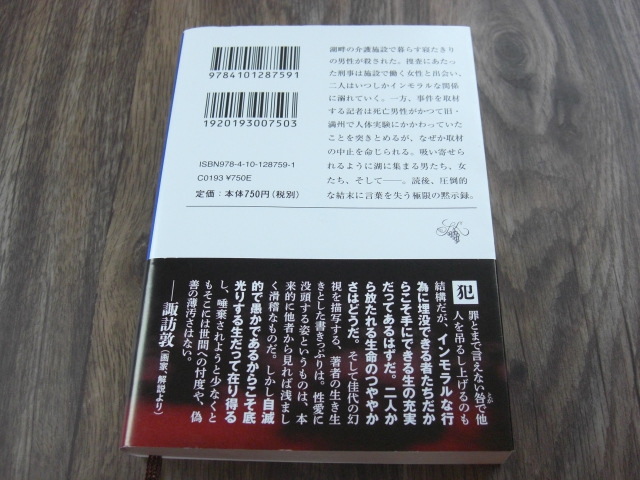 9784101287591
1920193007503
ISBN978-4-10-128759-1
C0193 ¥750E
定価：本体750円（税別）
湖畔の介護施設で暮らす寝たきり
の男性が殺された。捜査にあたっ
た刑事は施設で働く女性と出会い、
二人はいつしかインモラルな関係
に溺れていく。一方、事件を取材
する記者は死亡男性がかつて旧・
満州で人体実験にかかわっていた
ことを突きとめるが、なぜか取材
の中止を命じられる。吸い寄せら
れるように湖に集まる男たち、女
たち、そして――。読後、圧倒的
な結末に言葉を失う極限の黙示録。
犯罪とまで言えない咎で他
人を吊るし上げるのも
結構だが、インモラルな行
為に埋没できる者たちだか
らこそ手にできる生の充実
だってあるはずだ。二人か
ら放たれる生命のつややか
さはどうだ。そして佳代の幻
視を描写する、著者の生き生
きとした書きっぷりは。性愛に
没頭する姿というものは、本
来的に他者から見れば浅まし
く滑稽なものだ。しかし自滅
的で愚かであるからこそ底
光りする生だって在り得る
し、唾棄されようと少なくと
もそこには世間への忖度や、偽
善の薄汚さはない。
――諏訪敦（画家、解説より）